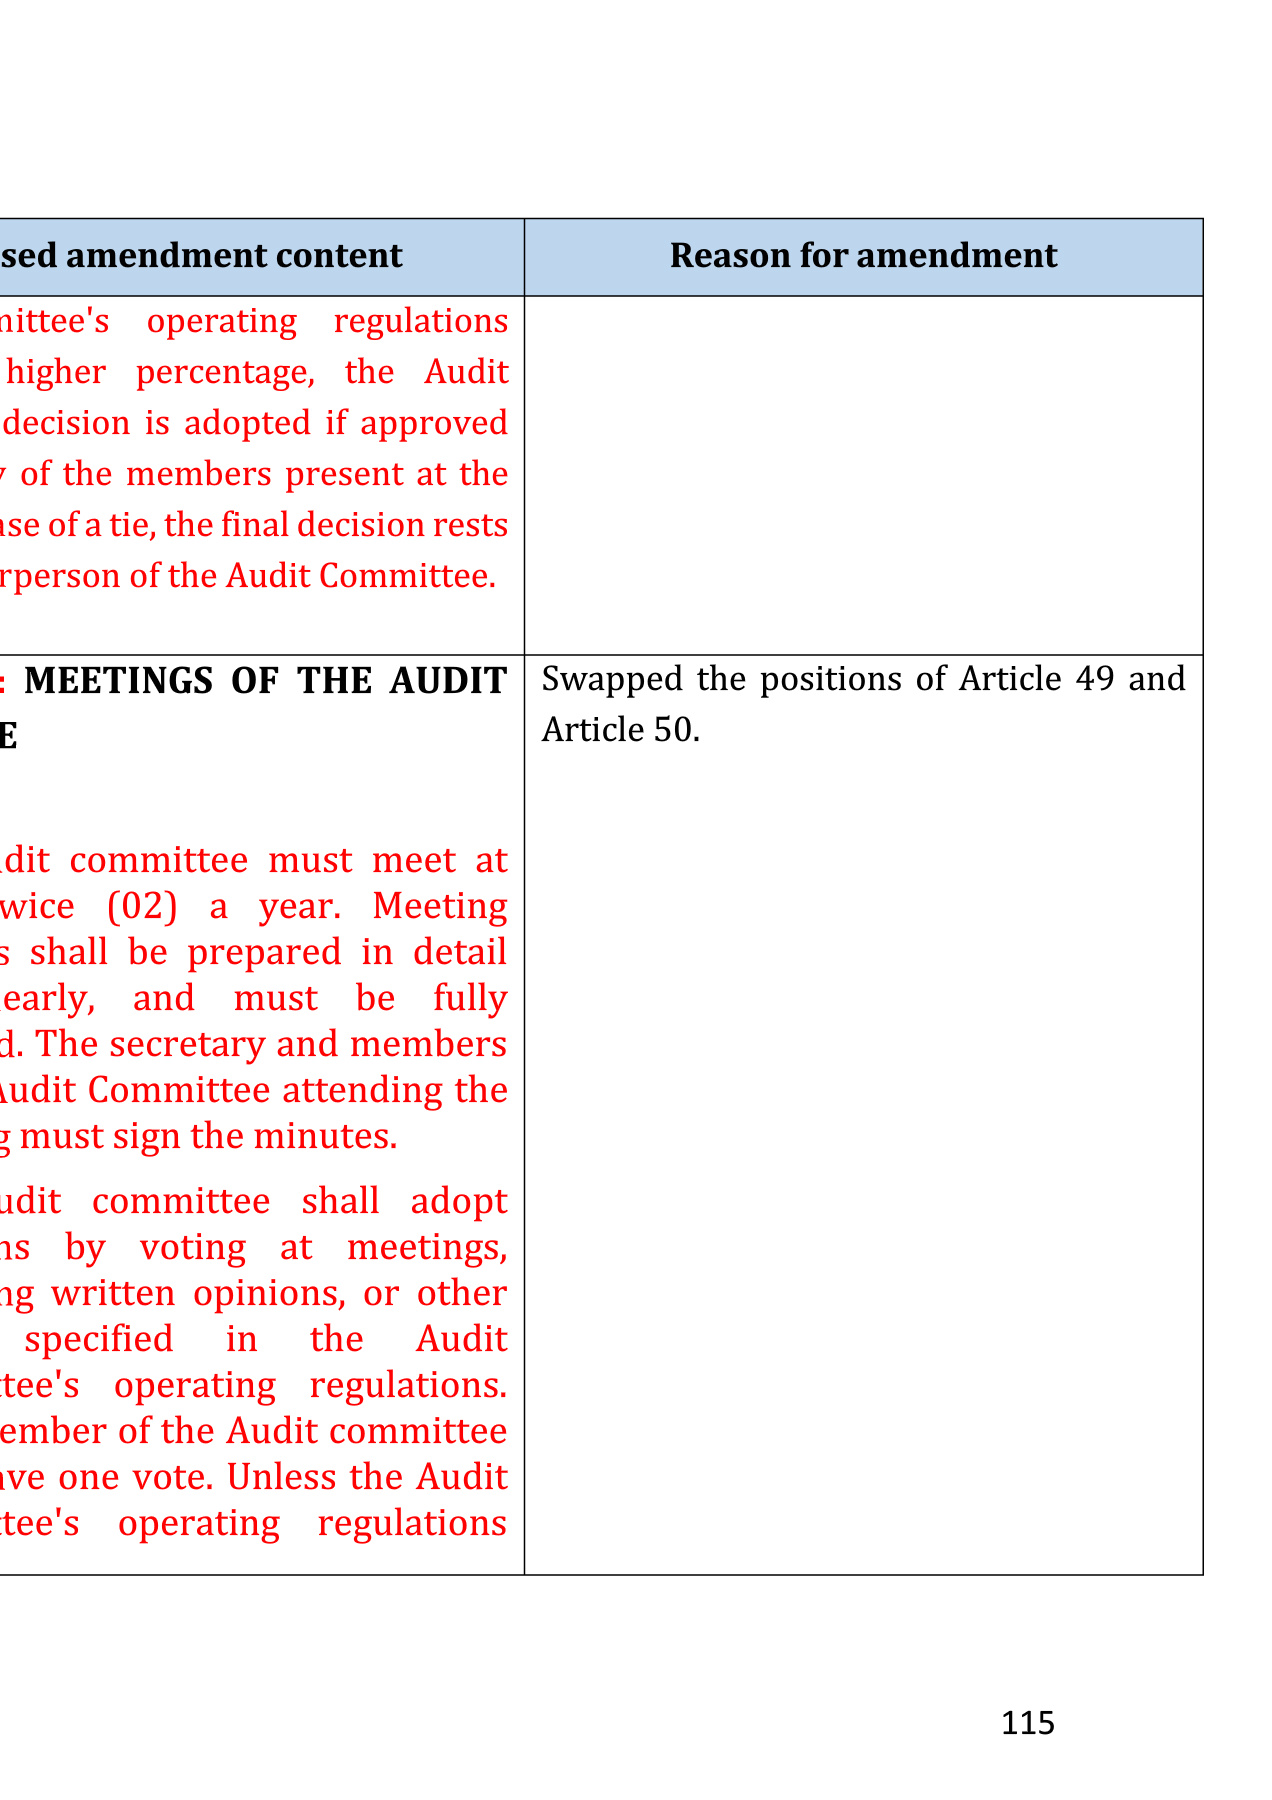 sed amendment content
Reason for amendment
mittee's operating regulations
higher percentage, the Audit
decision is adopted if approved
of the members present at the
ase of a tie, the final decision rests
rperson of the Audit Committee.
: MEETINGS OF THE AUDIT
E
Swapped the positions of Article 49 and
Article 50.
dit committee must meet at
wice (02) a year. Meeting
s shall be prepared in detail
learly, and must be fully
d. The secretary and members
Audit Committee attending the
g must sign the minutes.
udit committee shall adopt
ns by voting at meetings,
ng written opinions, or other
specified in the Audit
ttee's operating regulations.
ember of the Audit committee
ave one vote. Unless the Audit
ttee's operating regulations
115